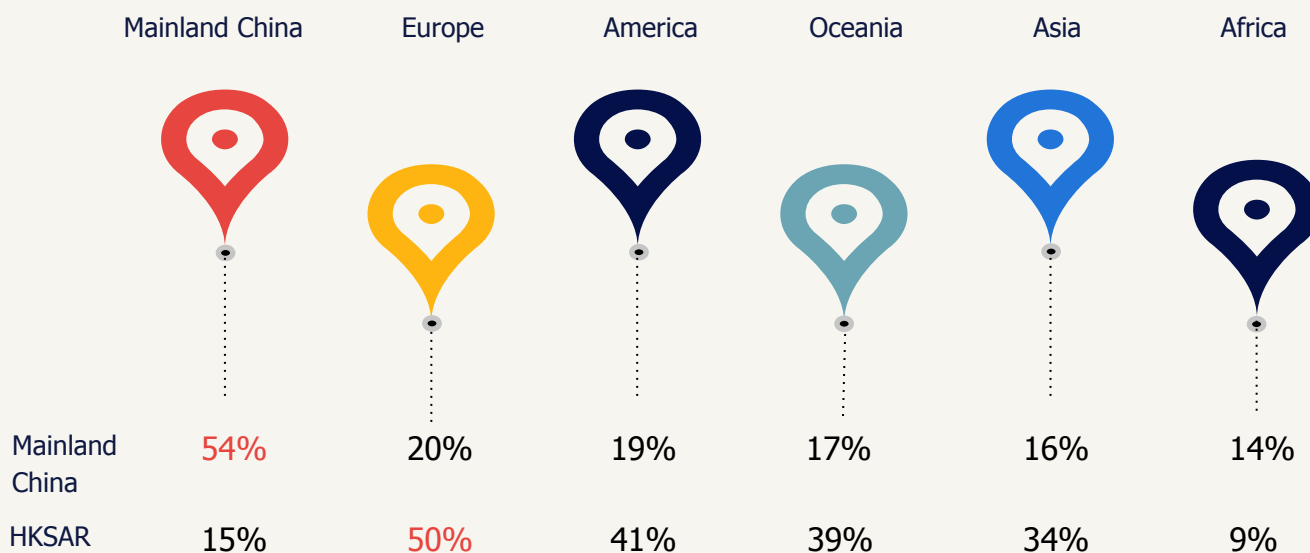 Mainland China Europe America Oceania Asia Africa
Mainland China 54% 20% 19% 17% 16% 14%
HKSAR 15% 50% 41% 39% 34% 9%